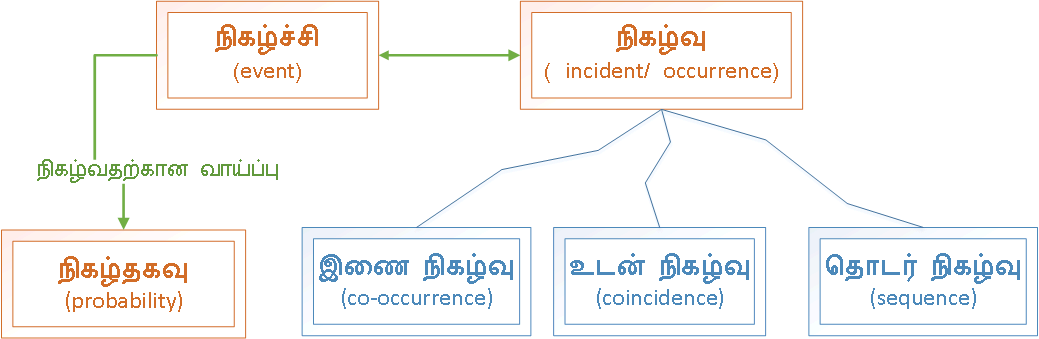 நிகழ்ச்சி
(event)
நிகழ்வு
( incident/ occurrence)
நிகழ்வதற்கான வாய்ப்பு
நிகழ்தகவு
(probability)
இணை நிகழ்வு
(co-occurrence)
உடன் நிகழ்வு
(coincidence)
தொடர் நிகழ்வு
(sequence)